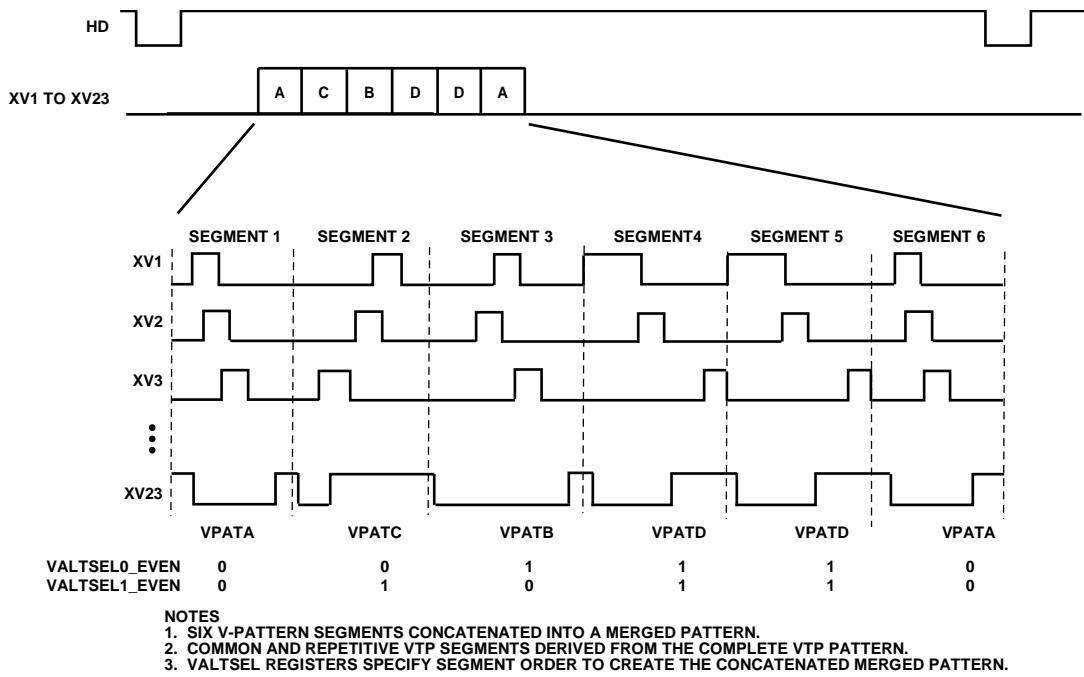 HD
XV1 TO XV23
A C B D D A
SEGMENT 1 SEGMENT 2 SEGMENT 3 SEGMENT4 SEGMENT 5 SEGMENT 6
XV1
XV2
XV3
XV23
VPATA VPATC VPATB VPATD VPATD VPATA
VALTSEL0_EVEN 0 0 1 1 1 0
VALTSEL1_EVEN 0 1 0 1 1 0
NOTES
1. SIX V-PATTERN SEGMENTS CONCATENATED INTO A MERGED PATTERN.
2. COMMON AND REPETITIVE VTP SEGMENTS DERIVED FROM THE COMPLETE VTP PATTERN.
3. VALTSEL REGISTERS SPECIFY SEGMENT ORDER TO CREATE THE CONCATENATED MERGED PATTERN.